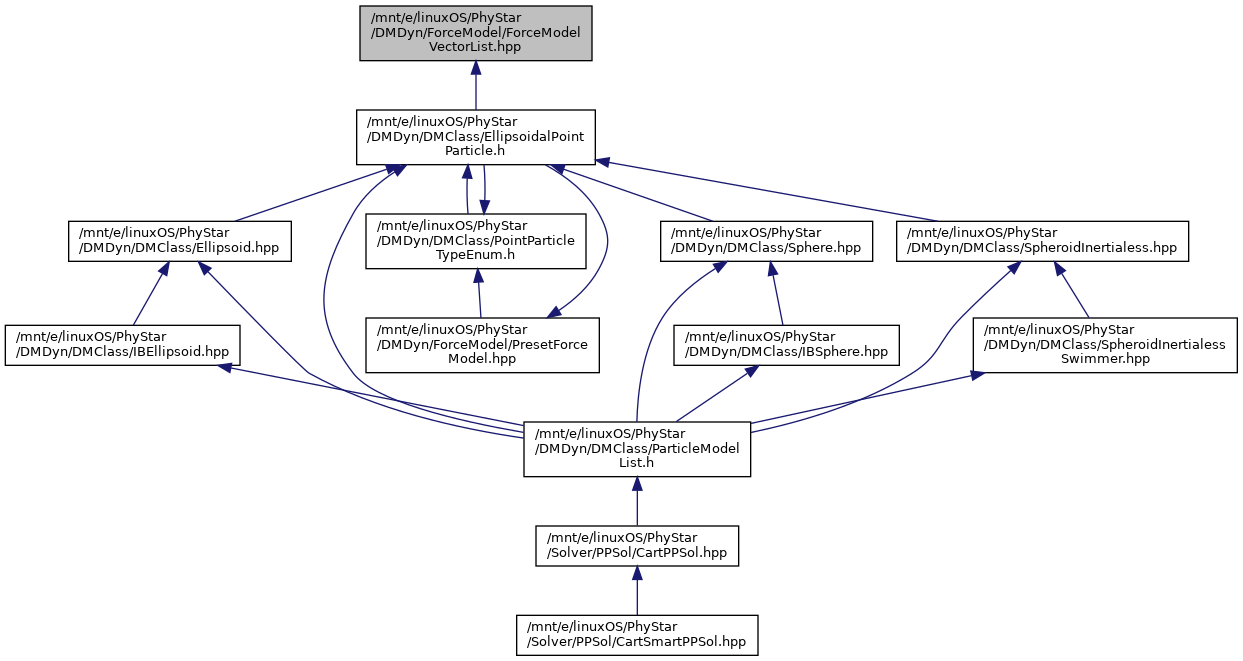 /mnt/e/linuxOS/PhyStar
/DMDyn/ForceModel/ForceModel
VectorList.hpp
/mnt/e/linuxOS/PhyStar
/DMDyn/DMClass/EllipsoidalPoint
Particle.h
/mnt/e/linuxOS/PhyStar
/DMDyn/DMClass/Ellipsoid.hpp
/mnt/e/linuxOS/PhyStar
/DMDyn/DMClass/PointParticle
TypeEnum.h
/mnt/e/linuxOS/PhyStar
/DMDyn/DMClass/Sphere.hpp
/mnt/e/linuxOS/PhyStar
/DMDyn/DMClass/SpheroidInertialess.hpp
/mnt/e/linuxOS/PhyStar
/DMDyn/DMClass/IBEllipsoid.hpp
/mnt/e/linuxOS/PhyStar
/DMDyn/ForceModel/PresetForce
Model.hpp
/mnt/e/linuxOS/PhyStar
/DMDyn/DMClass/IBSphere.hpp
/mnt/e/linuxOS/PhyStar
/DMDyn/DMClass/SpheroidInertialess
Swimmer.hpp
/mnt/e/linuxOS/PhyStar
/DMDyn/DMClass/ParticleModel
List.h
/mnt/e/linuxOS/PhyStar
/Solver/PPSol/CartPPSol.hpp
/mnt/e/linuxOS/PhyStar
/Solver/PPSol/CartSmartPPSol.hpp